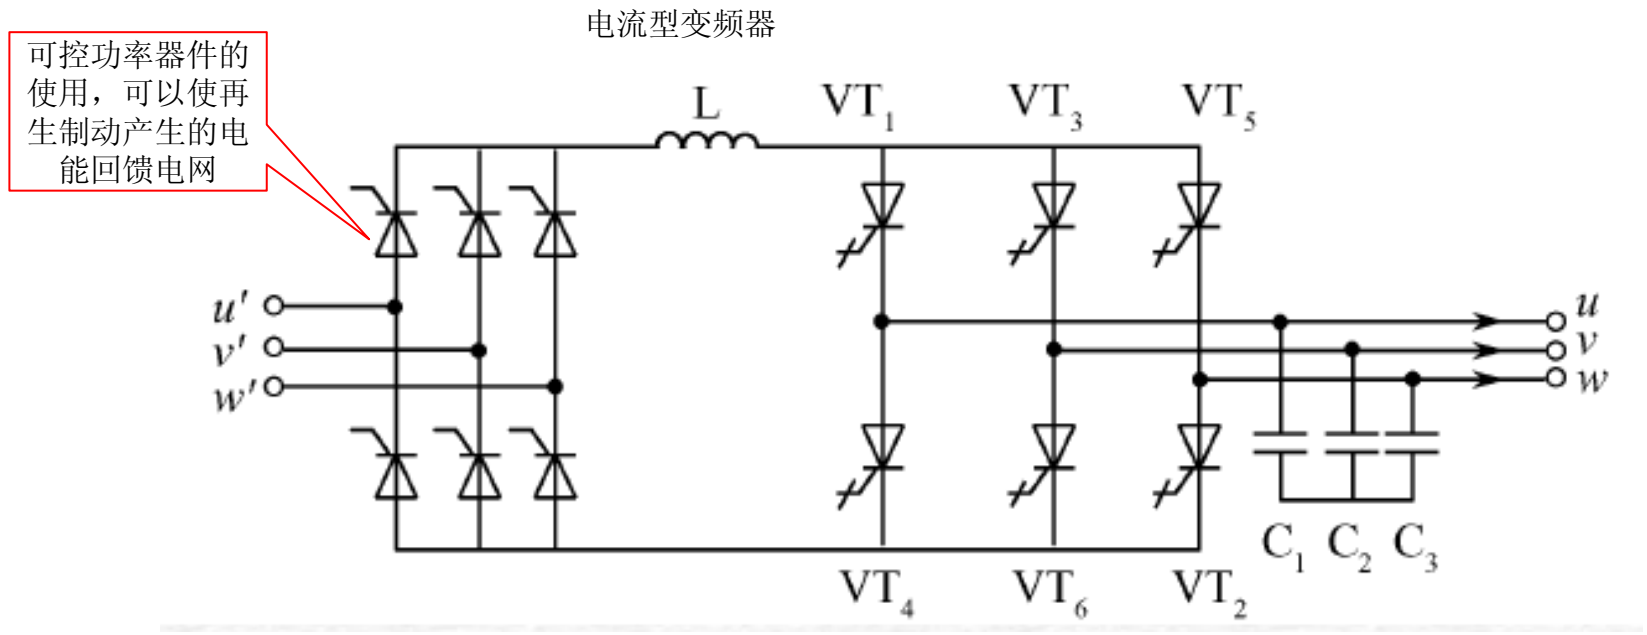 电流型变频器
可控功率器件的
使用，可以使再
生制动产生的电
能回馈电网
L
VT₁
VT₃
VT₅
u′
v′
w′
u
v
w
C₁
C₂
C₃
VT₄
VT₆
VT₂